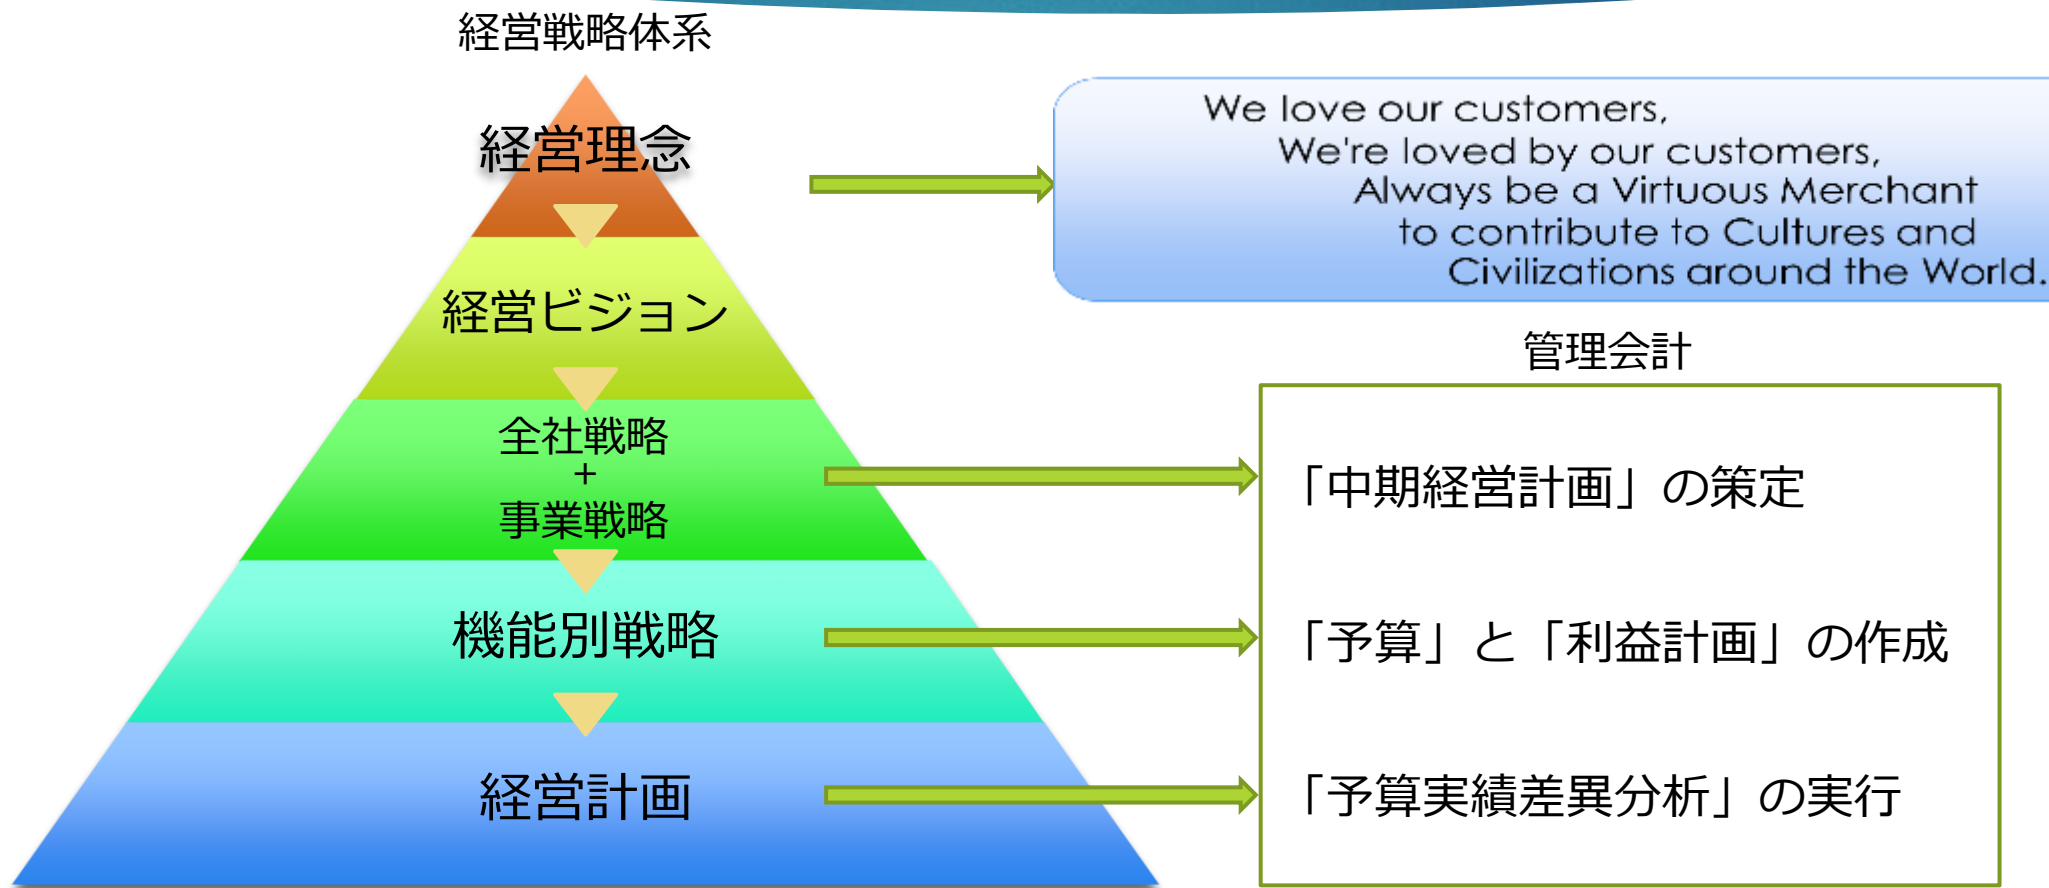 経営戦略体系
経営理念
経営ビジョン
全社戦略
+
事業戦略
機能別戦略
経営計画
We love our customers,
We're loved by our customers,
Always be a Virtuous Merchant
to contribute to Cultures and
Civilizations around the World.
管理会計
「中期経営計画」の策定
「予算」と「利益計画」の作成
「予算実績差異分析」の実行